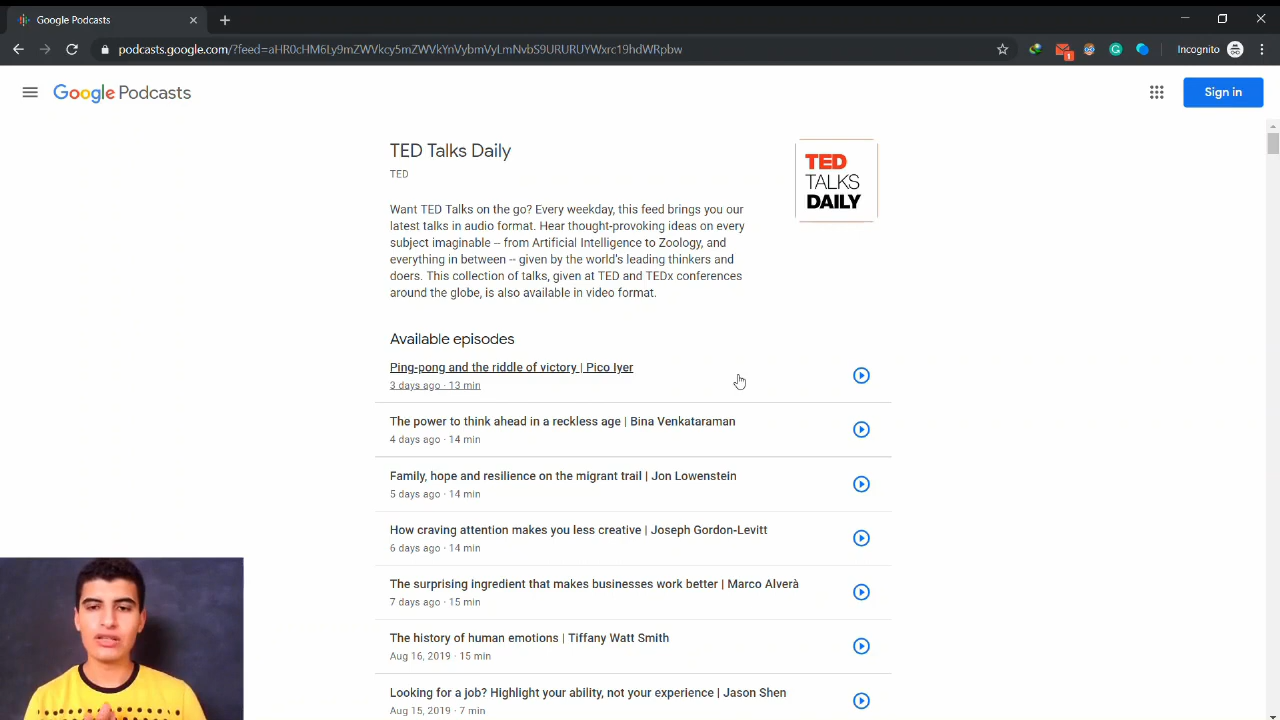 Google Podcasts
podcasts.google.com/?feed=aHR0cHM6Ly9mZWVkcy5mZWVkYnVybmVyLmNvbS9URURURUYWxrc19hdWRpbw
1
Incognito
Google Podcasts
Sign in
TED Talks Daily
TED
TED
TALKS
DAILY
Want TED Talks on the go? Every weekday, this feed brings you our
latest talks in audio format. Hear thought-provoking ideas on every
subject imaginable -- from Artificial Intelligence to Zoology, and
everything in between -- given by the world's leading thinkers and
doers. This collection of talks, given at TED and TEDx conferences
around the globe, is also available in video format.
Available episodes
Ping-pong and the riddle of victory | Pico Iyer
3 days ago · 13 min
The power to think ahead in a reckless age | Bina Venkataraman
4 days ago · 14 min
Family, hope and resilience on the migrant trail | Jon Lowenstein
5 days ago · 14 min
How craving attention makes you less creative | Joseph Gordon-Levitt
6 days ago · 14 min
The surprising ingredient that makes businesses work better | Marco Alverà
7 days ago · 15 min
The history of human emotions | Tiffany Watt Smith
Aug 16, 2019 · 15 min
Looking for a job? Highlight your ability, not your experience | Jason Shen
Aug 15, 2019 · 7 min